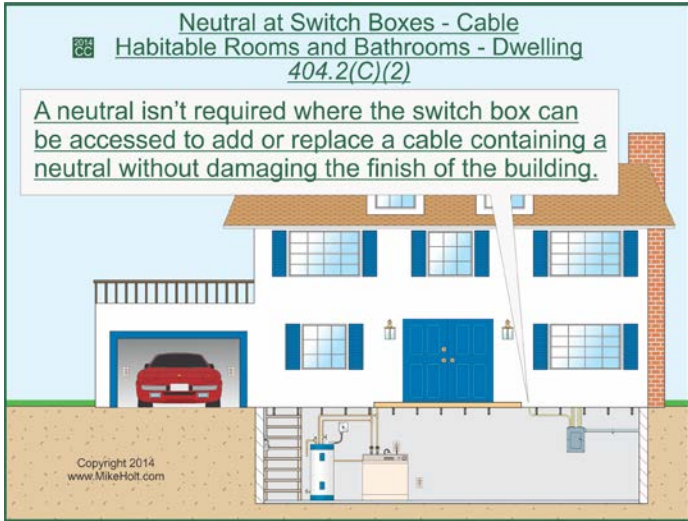 Neutral at Switch Boxes - Cable
2014
CC
Habitable Rooms and Bathrooms - Dwelling
404.2(C)(2)
A neutral isn't required where the switch box can
be accessed to add or replace a cable containing a
neutral without damaging the finish of the building.
Copyright 2014
www.MikeHolt.com